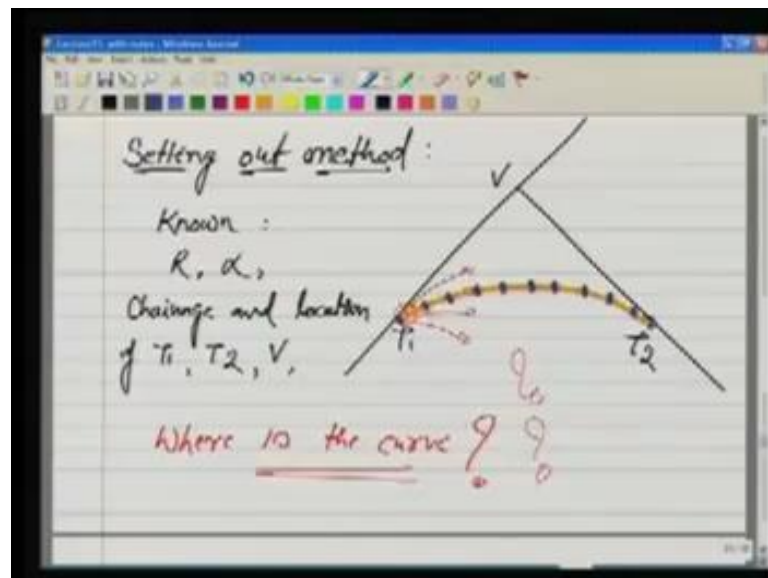 Setting out method :
Known :
R, α,
Chainage and location
of T1, T2, V,
Where is the curve ?
V
T1
T2